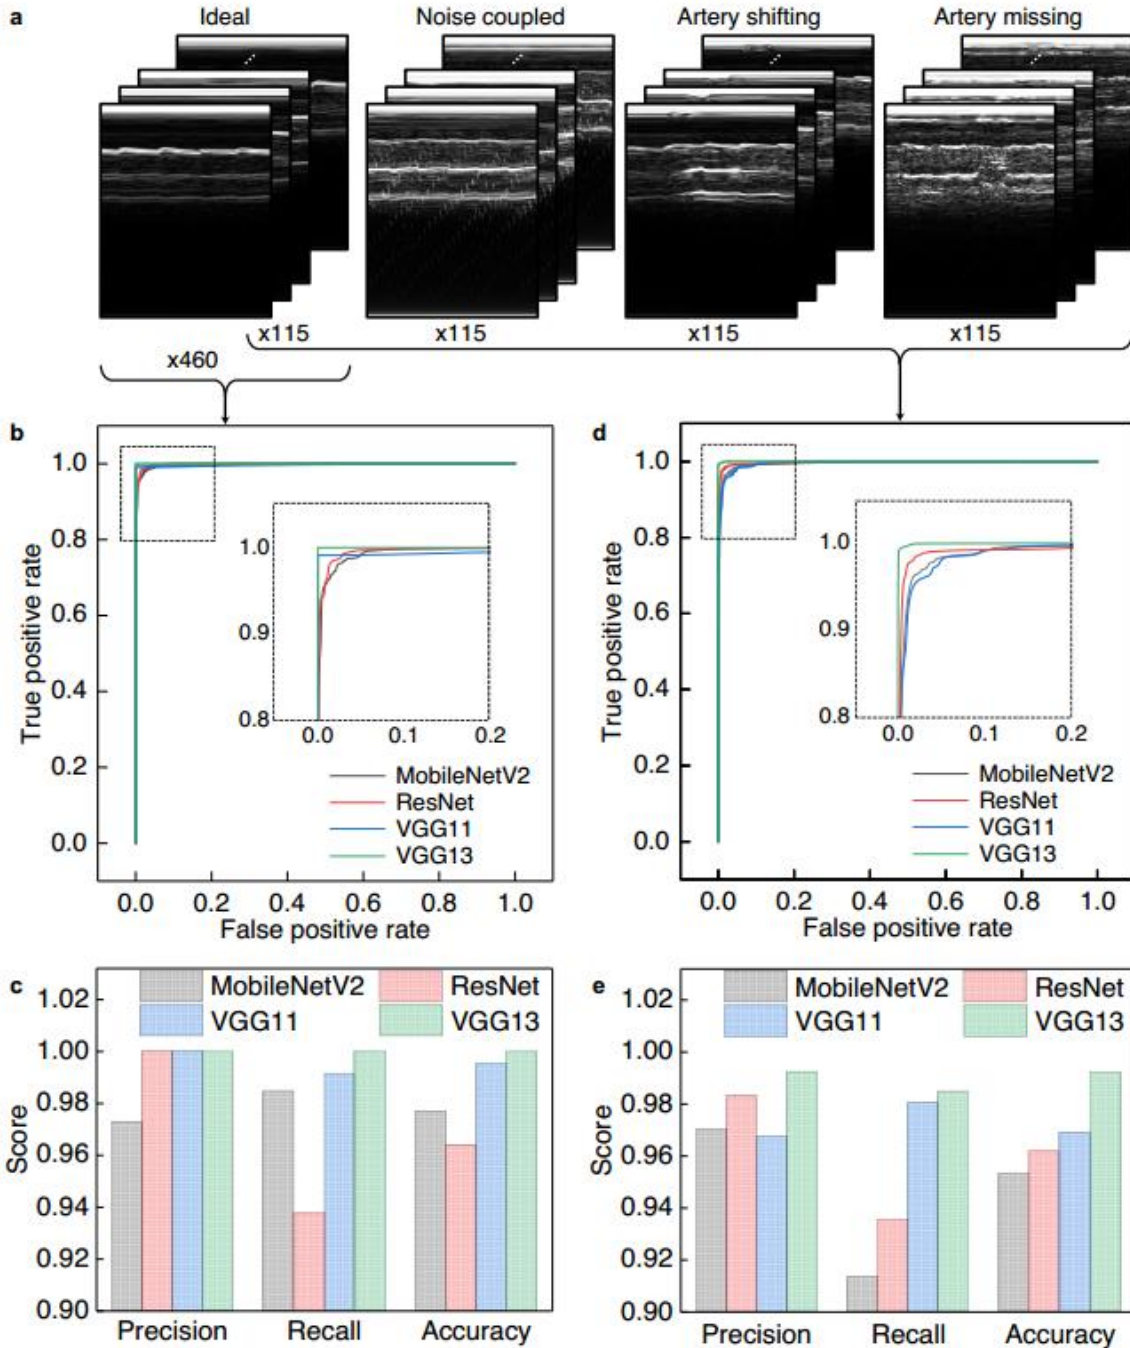 a
Ideal
Noise coupled
Artery shifting
Artery missing
x115
x115
x115
x115
x460
b
True positive rate
1.0
0.8
0.6
0.4
0.2
0.0
1.0
0.9
0.8
0.0 0.1 0.2
MobileNetV2
ResNet
VGG11
VGG13
0.0 0.2 0.4 0.6 0.8 1.0
False positive rate
d
True positive rate
1.0
0.8
0.6
0.4
0.2
0.0
1.0
0.9
0.8
0.0 0.1 0.2
MobileNetV2
ResNet
VGG11
VGG13
0.0 0.2 0.4 0.6 0.8 1.0
False positive rate
c
MobileNetV2 ResNet
VGG11 VGG13
Score
1.02
1.00
0.98
0.96
0.94
0.92
0.90
Precision Recall Accuracy
e
MobileNetV2 ResNet
VGG11 VGG13
Score
1.02
1.00
0.98
0.96
0.94
0.92
0.90
Precision Recall Accuracy